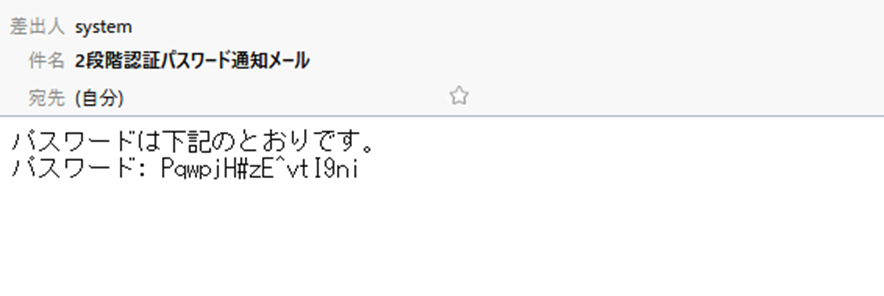 差出人 system
件名 2段階認証パスワード通知メール
宛先 (自分)
パスワードは下記のとおりです。
パスワード: PqwpjH#zE^vtI9ni